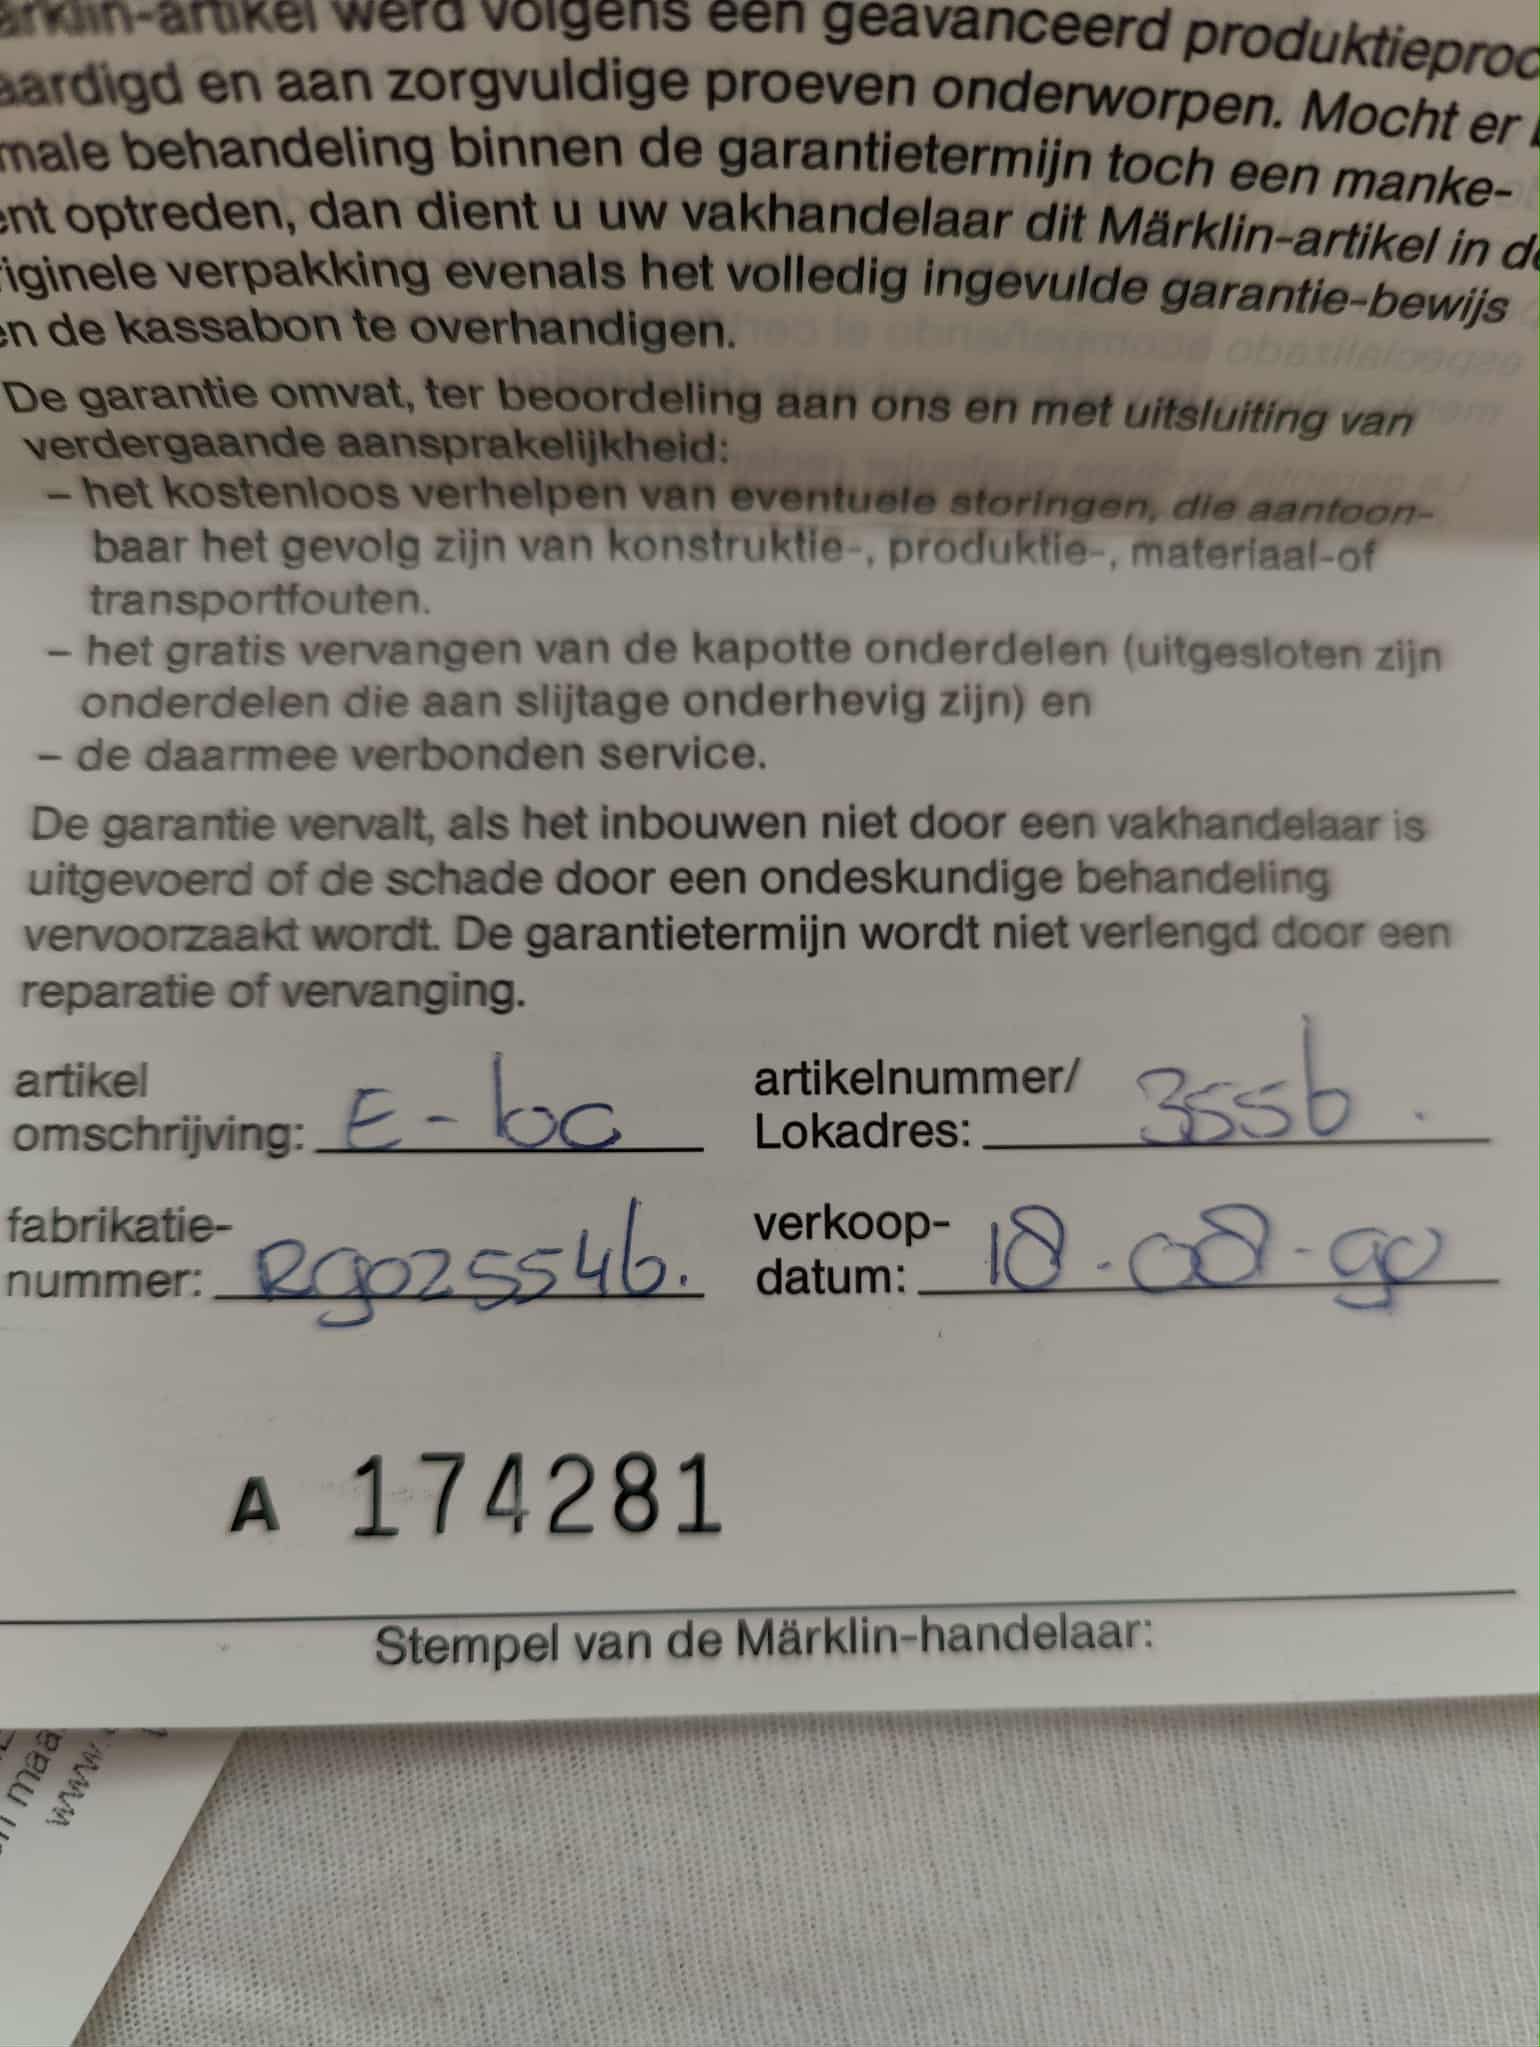 Märklin-artikel werd volgens een geavanceerd
en aan zorgvuldige proeven onderworpen. Mocht er
behandeling binnen de garantietermijn toch een manke-
optreden, dan dient u uw vakhandelaar dit Märklin-artikel in
verpakking evenals het volledig ingevulde garantie-bewijs
en de kassabon te overhandigen.
De garantie omvat, ter beoordeling aan ons en met uitsluiting van
verdergaande aansprakelijkheid:
– het kostenloos verhelpen van eventuele storingen, die aantoon-
baar het gevolg zijn van konstruktie-, produktie-, materiaal-of
transportfouten.
– het gratis vervangen van de kapotte onderdelen (uitgesloten zijn
onderdelen die aan slijtage onderhevig zijn) en
– de daarmee verbonden service.
De garantie vervalt, als het inbouwen niet door een vakhandelaar is
uitgevoerd of de schade door een ondeskundige behandeling
vervoorzaakt wordt. De garantietermijn wordt niet verlengd door een
reparatie of vervanging.
artikel
omschrijving: E-loc
artikelnummer/
Lokadres: 3556.
fabrikatie-
nummer: R9025546.
verkoop-
datum: 18-08-90
A 174281
Stempel van de Märklin-handelaar:
www.